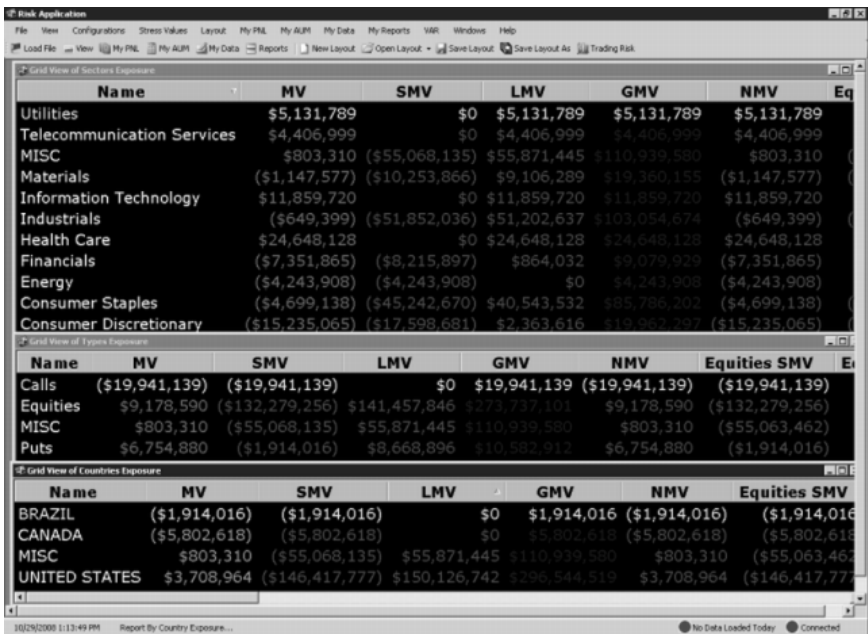 Risk Application
File View Configurations Stress Values Layout My PNL My AUM My Data My Reports VAR Windows Help
Load File View My PNL My AUM My Data Reports New Layout Open Layout Save Layout Save Layout As Trading Risk
Grid View of Sectors Exposure
Name MV SMV LMV GMV NMV Eq
Utilities $5,131,789 $0 $5,131,789 $5,131,789 $5,131,789
Telecommunication Services $4,406,999 $0 $4,406,999 $4,406,999 $4,406,999
MISC $803,310 ($55,068,135) $55,871,445 $110,939,580 $803,310 (
Materials ($1,147,577) ($10,253,866) $9,106,289 $19,360,155 ($1,147,577) (
Information Technology $11,859,720 $0 $11,859,720 $11,859,720 $11,859,720
Industrials ($649,399) ($51,852,036) $51,202,637 $103,054,674 ($649,399) (
Health Care $24,648,128 $0 $24,648,128 $24,648,128 $24,648,128
Financials ($7,351,865) ($8,215,897) $864,032 $9,079,929 ($7,351,865)
Energy ($4,243,908) ($4,243,908) $0 $4,243,908 ($4,243,908)
Consumer Staples ($4,699,138) ($45,242,670) $40,543,532 $85,786,202 ($4,699,138) (
Consumer Discretionary ($15,235,065) ($17,598,681) $2,363,616 $19,962,297 ($15,235,065) (
Grid View of Types Exposure
Name MV SMV LMV GMV NMV Equities SMV E
Calls ($19,941,139) ($19,941,139) $0 $19,941,139 ($19,941,139) ($19,941,139)
Equities $9,178,590 ($132,279,256) $141,457,846 $273,737,101 $9,178,590 ($132,279,256)
MISC $803,310 ($55,068,135) $55,871,445 $110,939,580 $803,310 ($55,063,462)
Puts $6,754,880 ($1,914,016) $8,668,896 $10,582,912 $6,754,880 ($1,914,016)
Grid View of Countries Exposure
Name MV SMV LMV GMV NMV Equities SMV
BRAZIL ($1,914,016) ($1,914,016) $0 $1,914,016 ($1,914,016) ($1,914,016
CANADA ($5,802,618) ($5,802,618) $0 $5,802,618 ($5,802,618) ($5,802,618
MISC $803,310 ($55,068,135) $55,871,445 $110,939,580 $803,310 ($55,063,462
UNITED STATES $3,708,964 ($146,417,777) $150,126,742 $296,544,519 $3,708,964 ($146,417,777
10/29/2008 1:13:49 PM Report By Country Exposure... No Data Loaded Today Connected